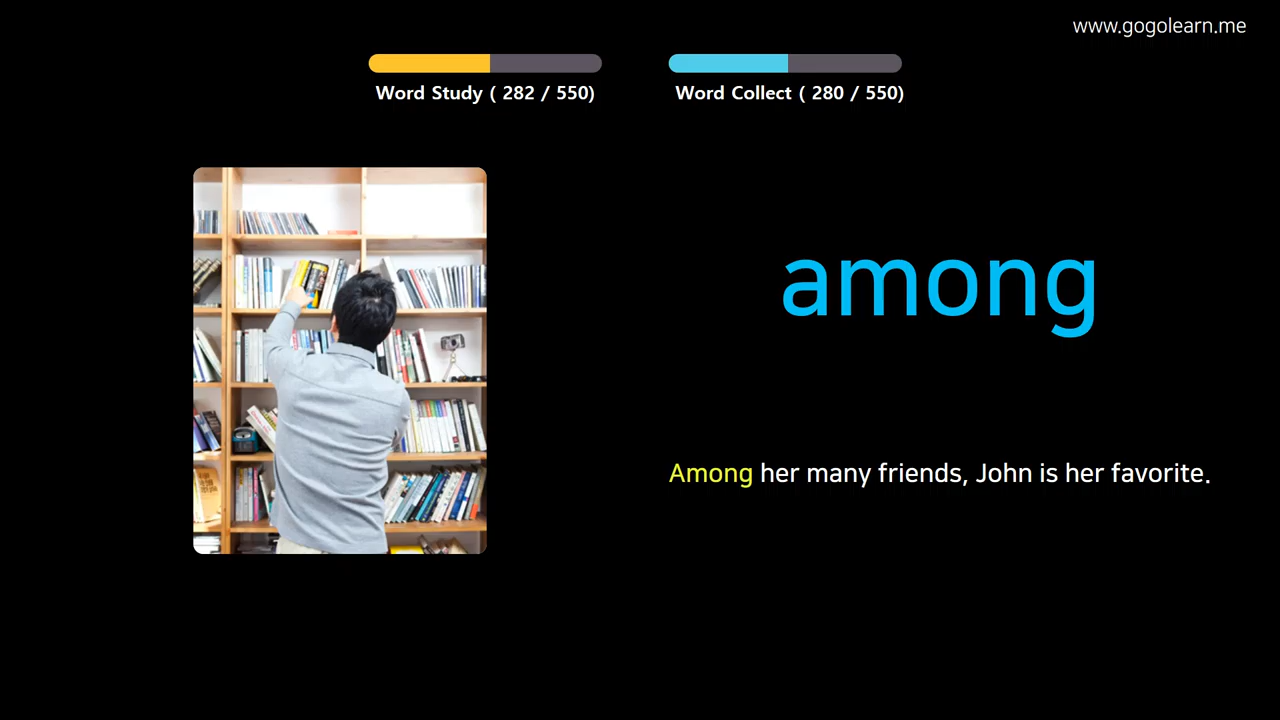 www.gogolearn.me
Word Study ( 282 / 550)
Word Collect ( 280 / 550)
among
Among her many friends, John is her favorite.